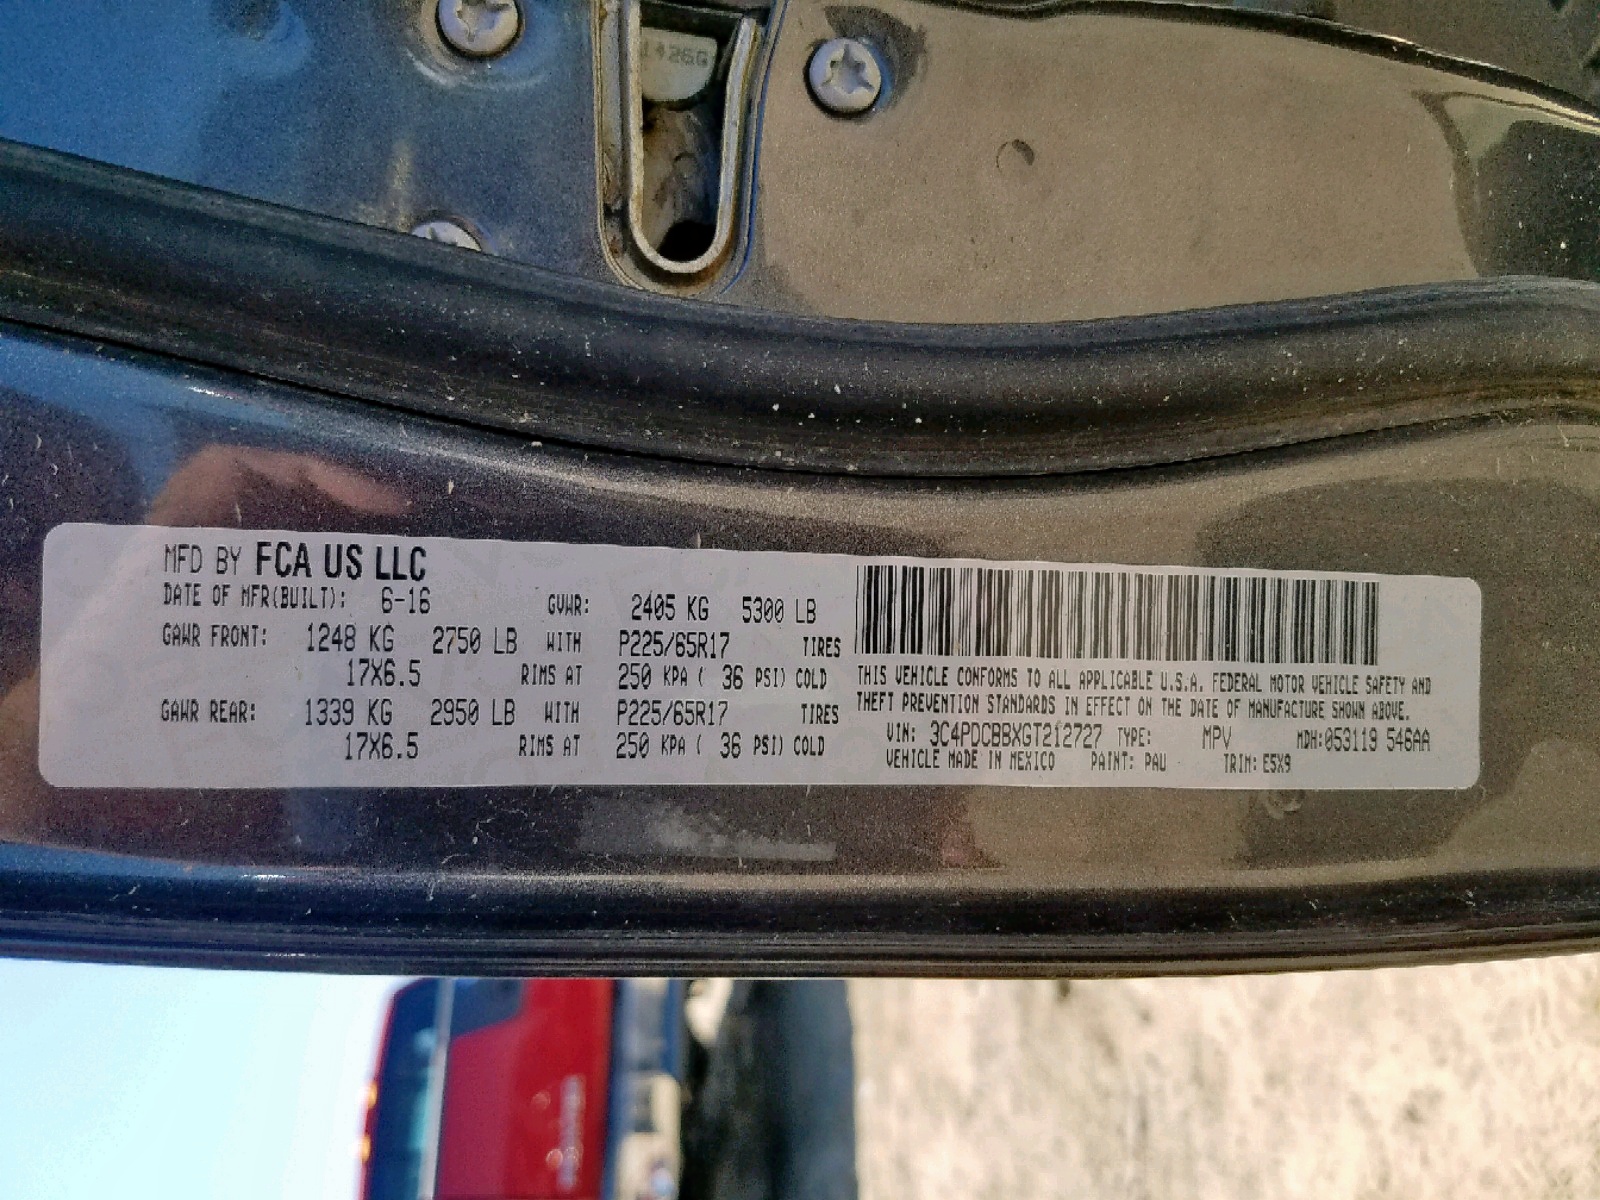 1426G
MFD BY FCA US LLC
DATE OF MFR(BUILT): 6-16 GVWR: 2405 KG 5300 LB
GAWR FRONT: 1248 KG 2750 LB WITH P225/65R17 TIRES
17X6.5 RIMS AT 250 KPA ( 36 PSI) COLD
GAWR REAR: 1339 KG 2950 LB WITH P225/65R17 TIRES
17X6.5 RIMS AT 250 KPA ( 36 PSI) COLD
THIS VEHICLE CONFORMS TO ALL APPLICABLE U.S.A. FEDERAL MOTOR VEHICLE SAFETY AND
THEFT PREVENTION STANDARDS IN EFFECT ON THE DATE OF MANUFACTURE SHOWN ABOVE.
VIN: 3C4PDCBBXGT212727 TYPE: MPV MDH:053119 546AA
VEHICLE MADE IN MEXICO PAINT: PAU TRIM: E5X9